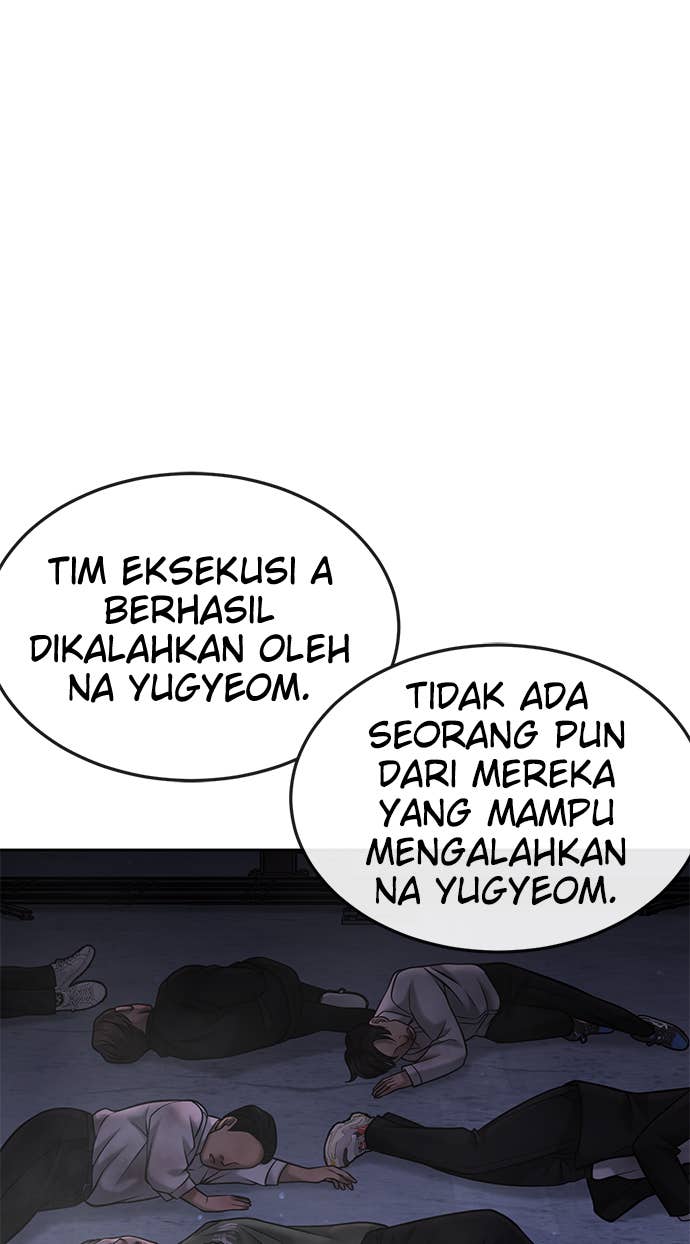 TIM EKSEKUSI A
BERHASIL
DIKALAHKAN OLEH
NA YUGYEOM.
TIDAK ADA
SEORANG PUN
DARI MEREKA
YANG MAMPU
MENGALAHKAN
NA YUGYEOM.